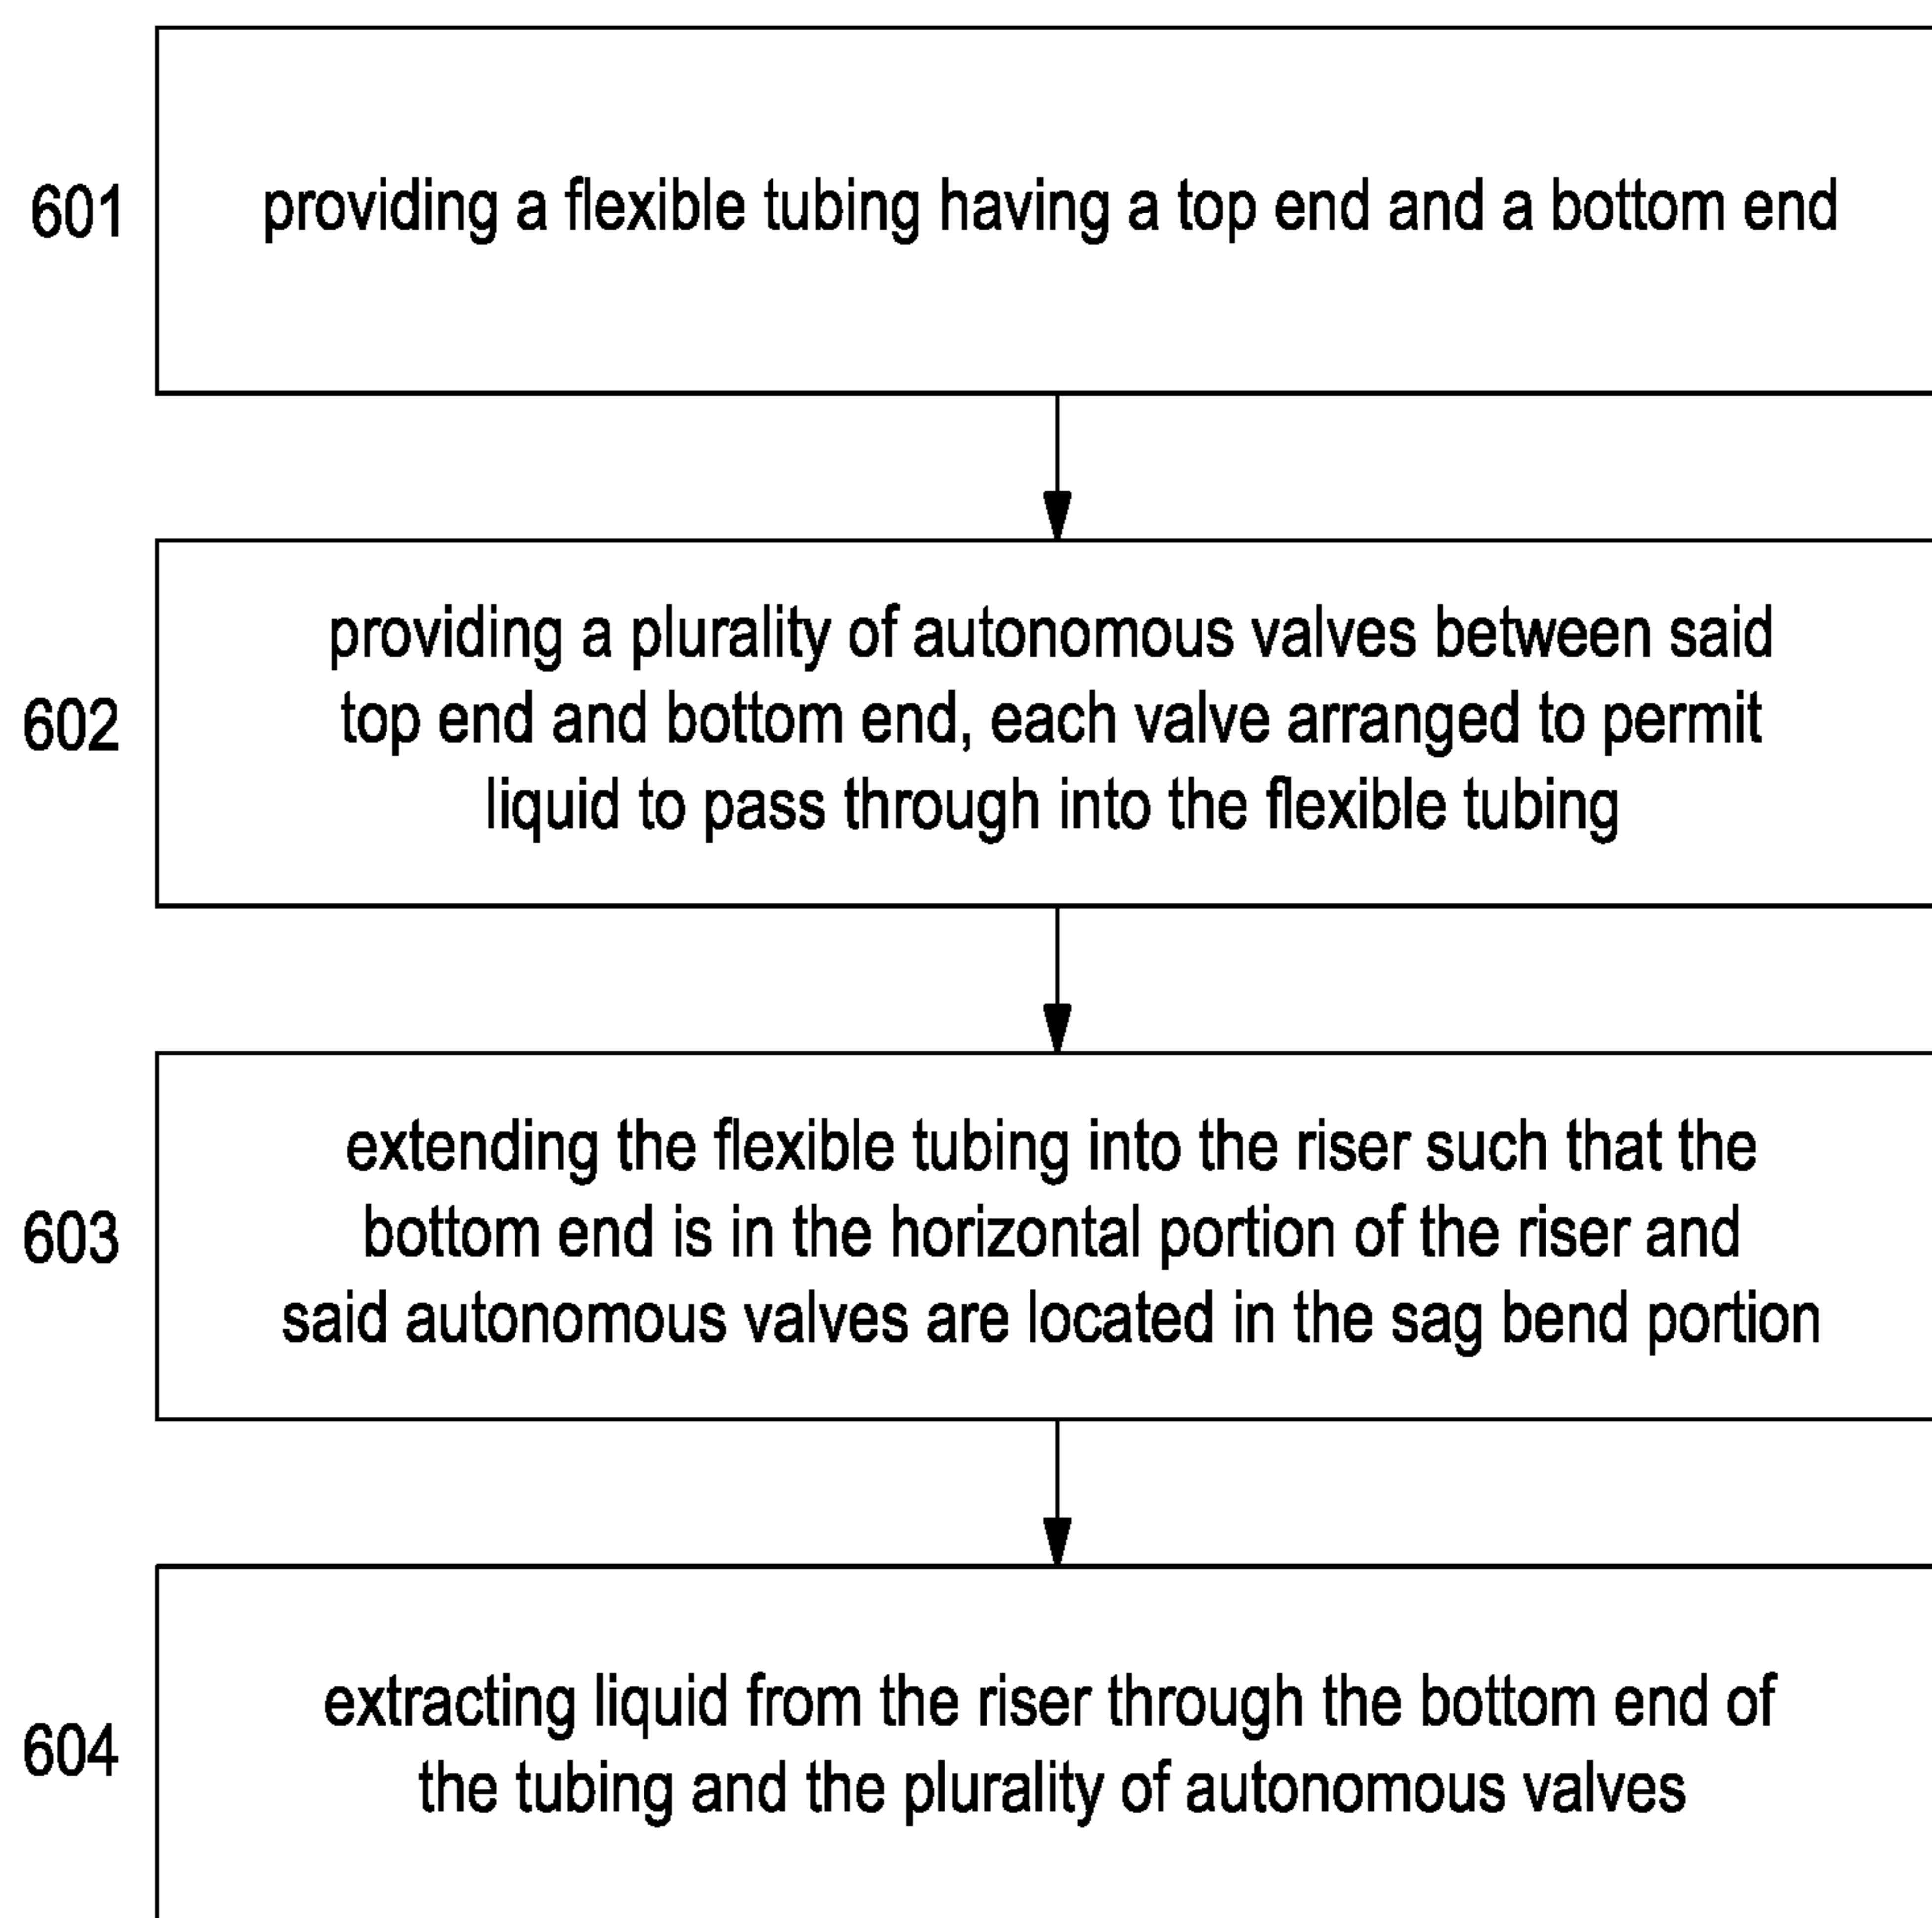 601
providing a flexible tubing having a top end and a bottom end
602
providing a plurality of autonomous valves between said
top end and bottom end, each valve arranged to permit
liquid to pass through into the flexible tubing
603
extending the flexible tubing into the riser such that the
bottom end is in the horizontal portion of the riser and
said autonomous valves are located in the sag bend portion
604
extracting liquid from the riser through the bottom end of
the tubing and the plurality of autonomous valves